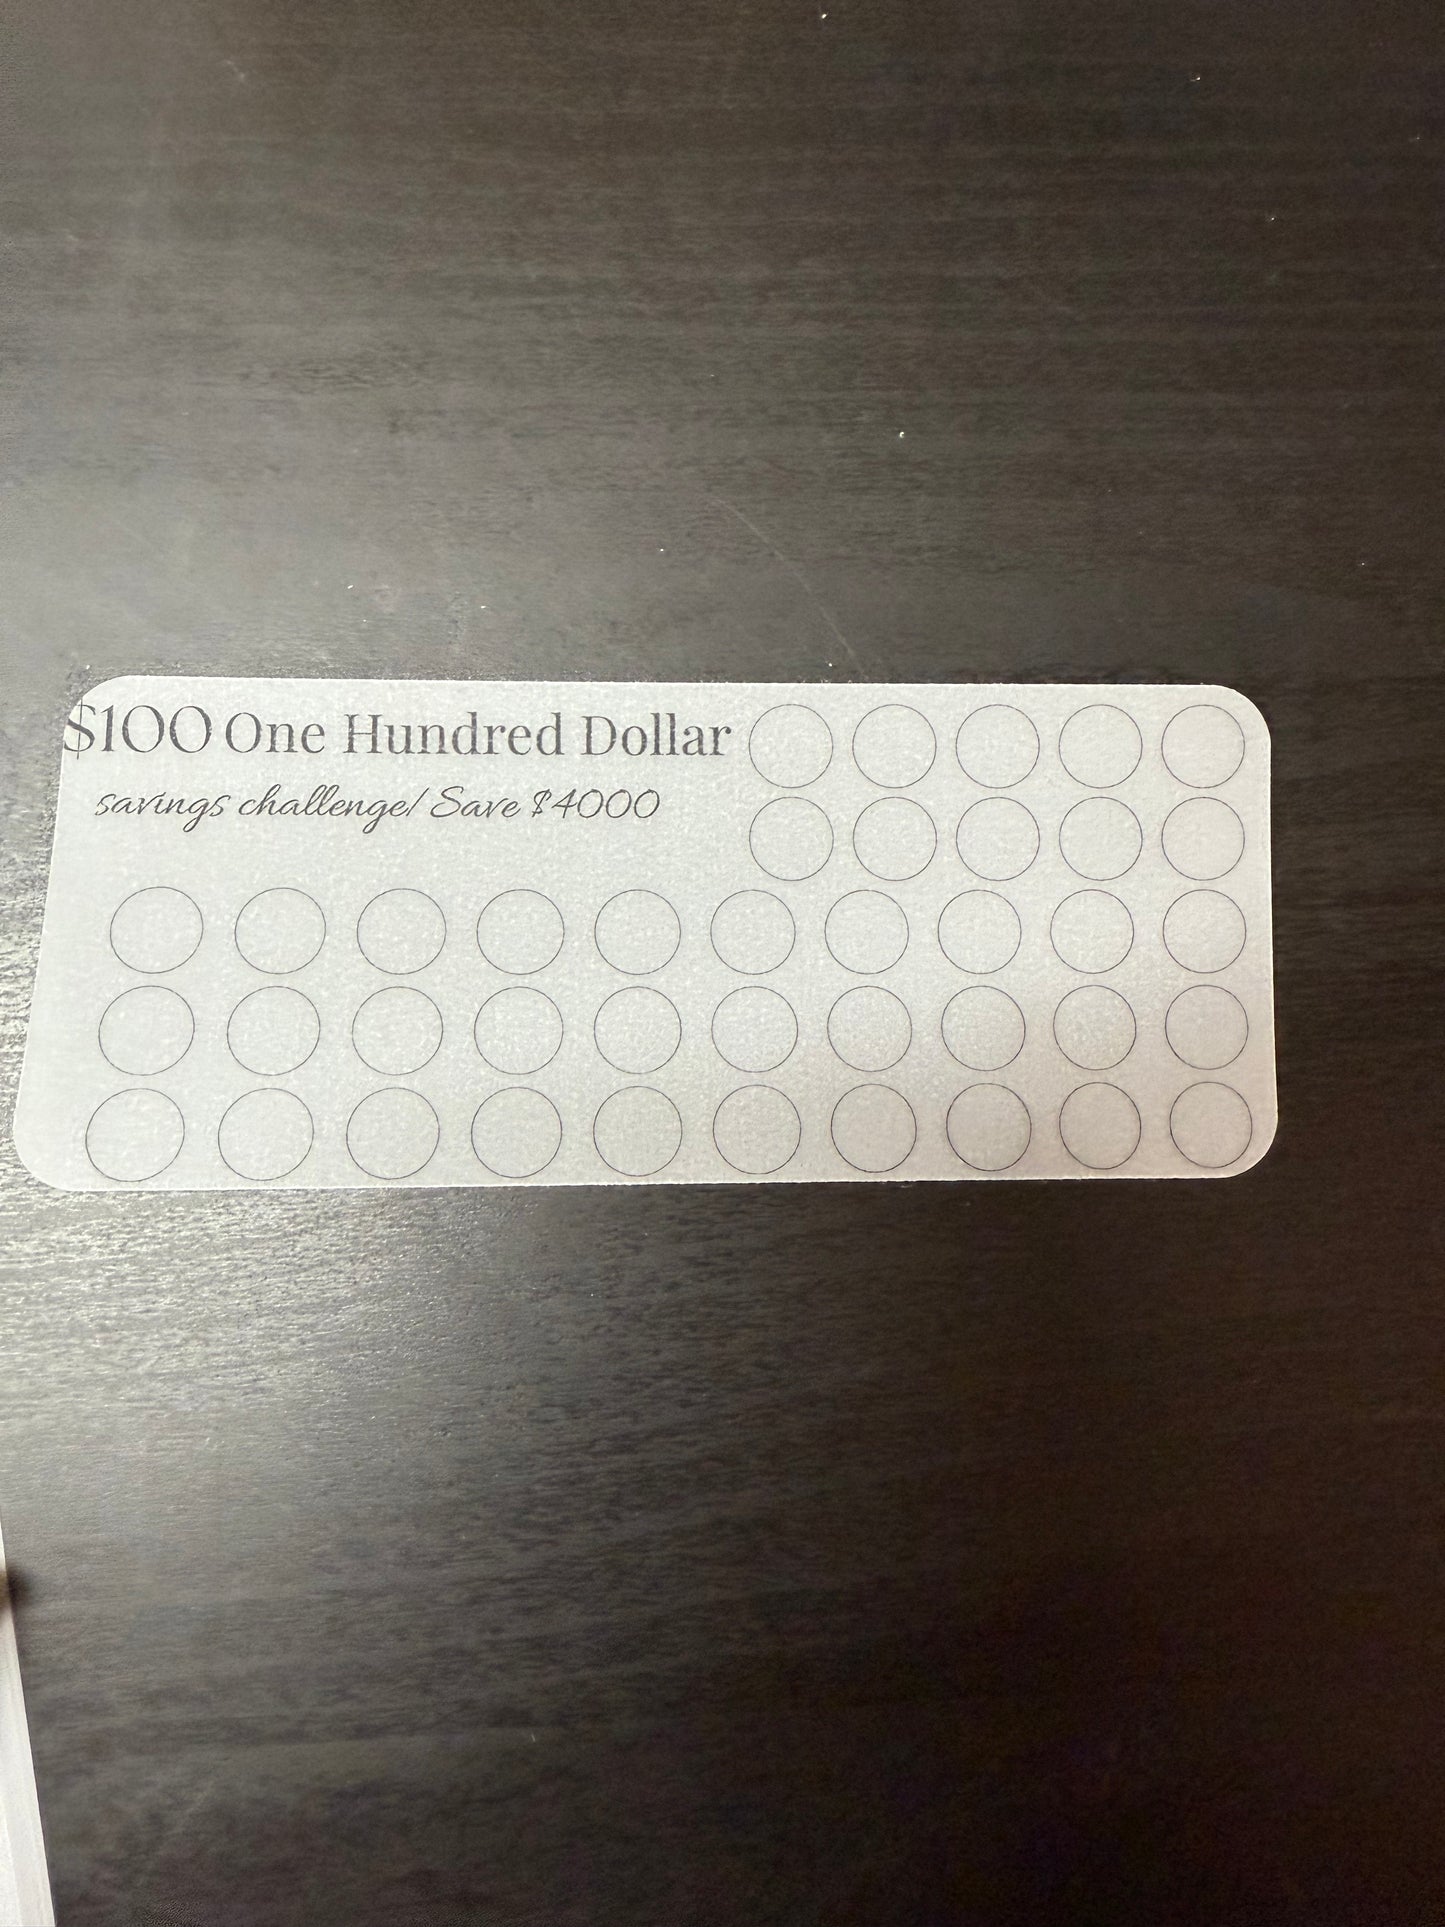 $100 One Hundred Dollar
savings challenge/ Save $4000